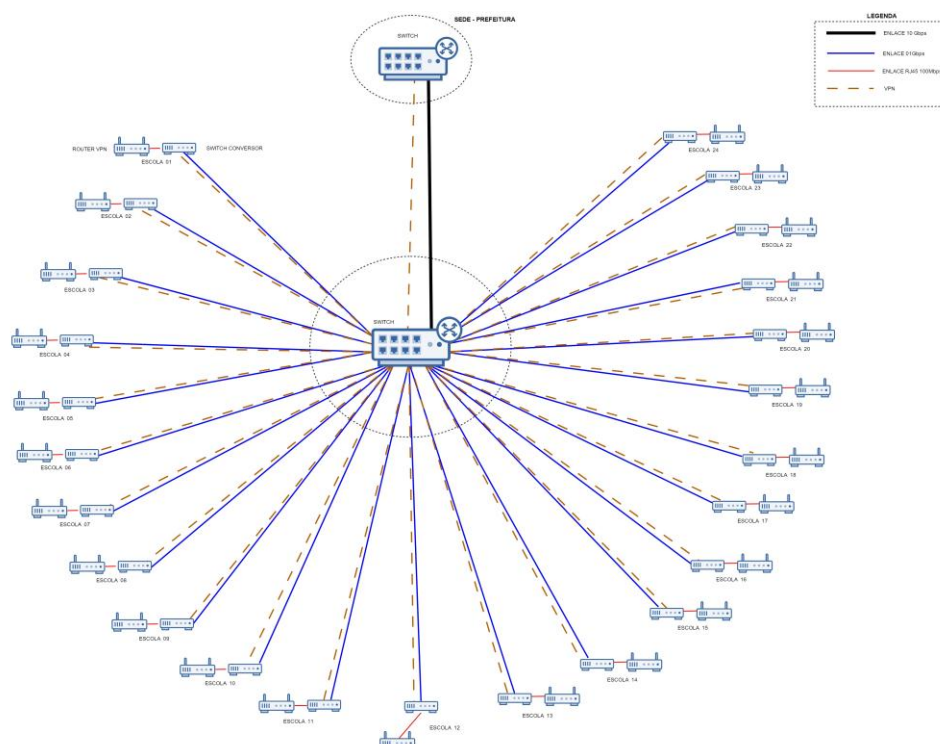 SEDE - PREFEITURA
SWITCH
LEGENDA
ENLACE 10 Gbps
ENLACE 01Gbps
ENLACE RJ45 100Mbps
VPN
ROUTER VPN
SWITCH CONVERSOR
ESCOLA 01
ESCOLA 24
ESCOLA 02
ESCOLA 23
ESCOLA 22
ESCOLA 03
ESCOLA 21
SWITCH
ESCOLA 04
ESCOLA 20
ESCOLA 05
ESCOLA 19
ESCOLA 06
ESCOLA 18
ESCOLA 07
ESCOLA 17
ESCOLA 08
ESCOLA 16
ESCOLA 09
ESCOLA 15
ESCOLA 10
ESCOLA 14
ESCOLA 11
ESCOLA 12
ESCOLA 13